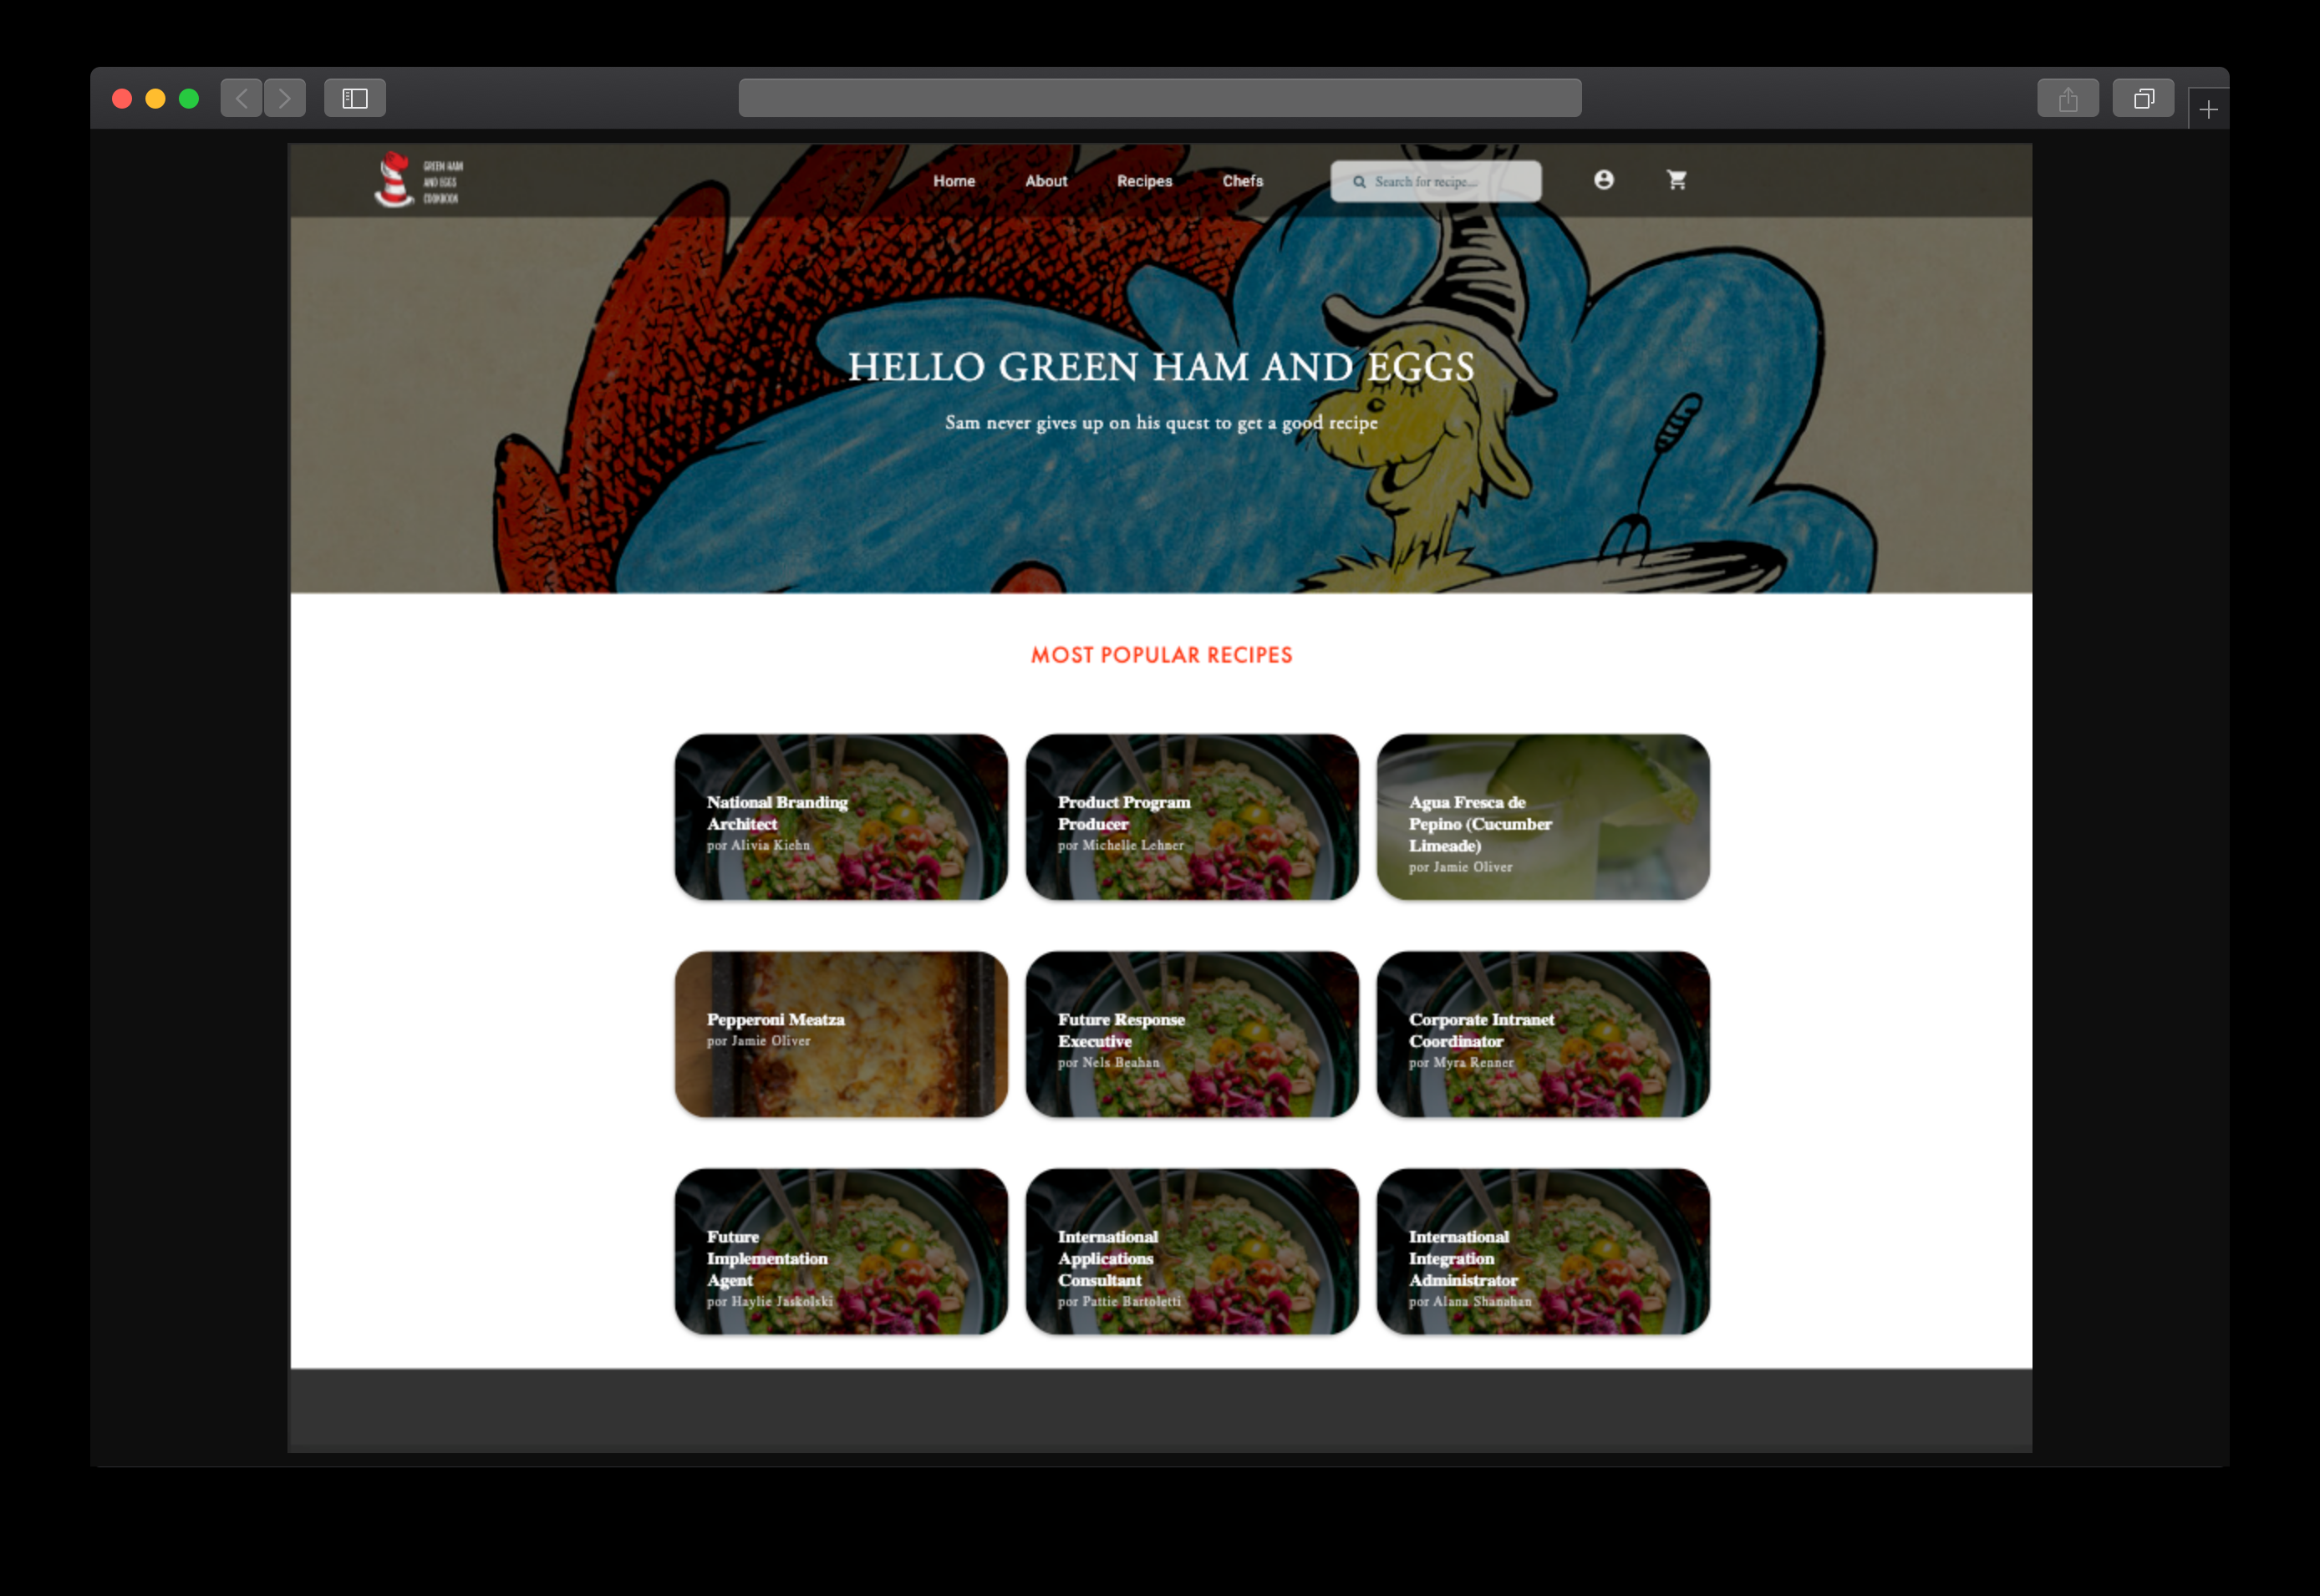 GREEN HAM
AND EGGS
COOKBOOK
Home About Recipes Chefs Search for recipe...
HELLO GREEN HAM AND EGGS
Sam never gives up on his quest to get a good recipe
MOST POPULAR RECIPES
National Branding
Architect
por Alivia Kiehn
Product Program
Producer
por Michelle Lehner
Agua Fresca de
Pepino (Cucumber
Limeade)
por Jamie Oliver
Pepperoni Meatza
por Jamie Oliver
Future Response
Executive
por Nels Beahan
Corporate Intranet
Coordinator
por Myra Renner
Future
Implementation
Agent
por Haylie Jaskolski
International
Applications
Consultant
por Pattie Bartoletti
International
Integration
Administrator
por Alana Shanahan